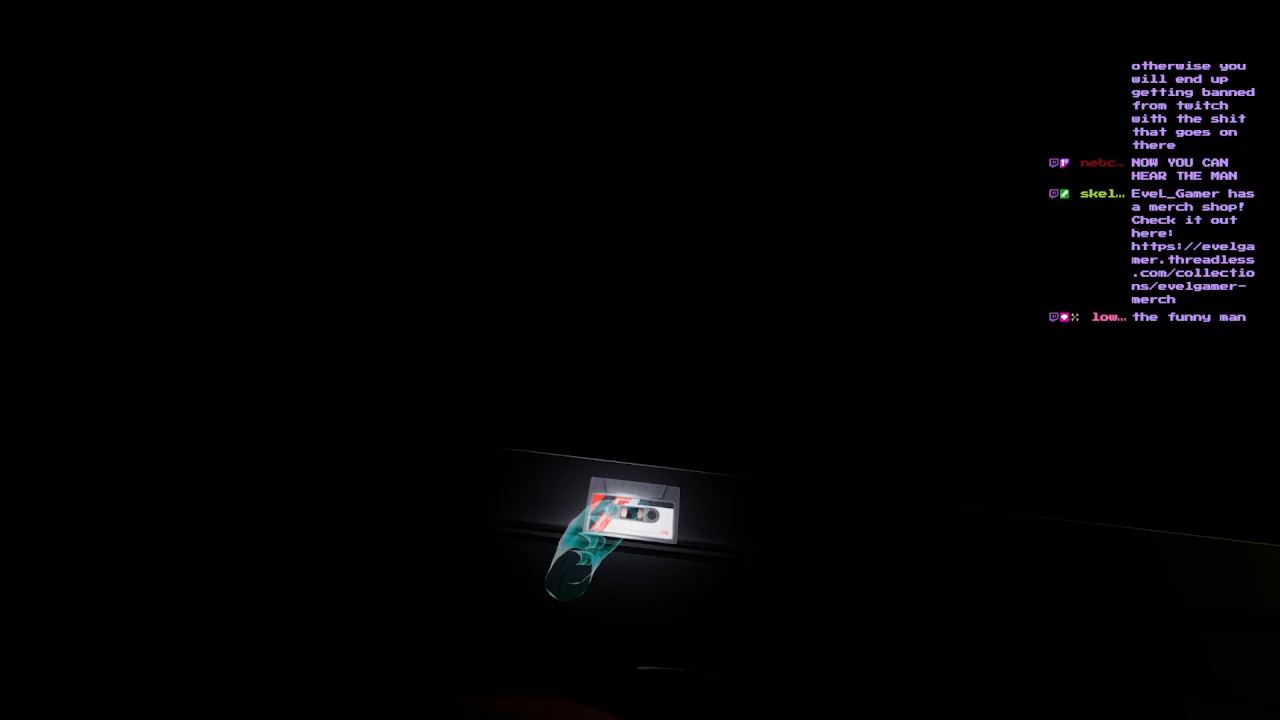 otherwise you
will end up
getting banned
from twitch
with the shit
that goes on
there
nebc... NOW YOU CAN
HEAR THE MAN
skel... EveL_Gamer has
a merch shop!
Check it out
here:
https://evelga
mer.threadless
.com/collectio
ns/evelgamer-
merch
low... the funny man